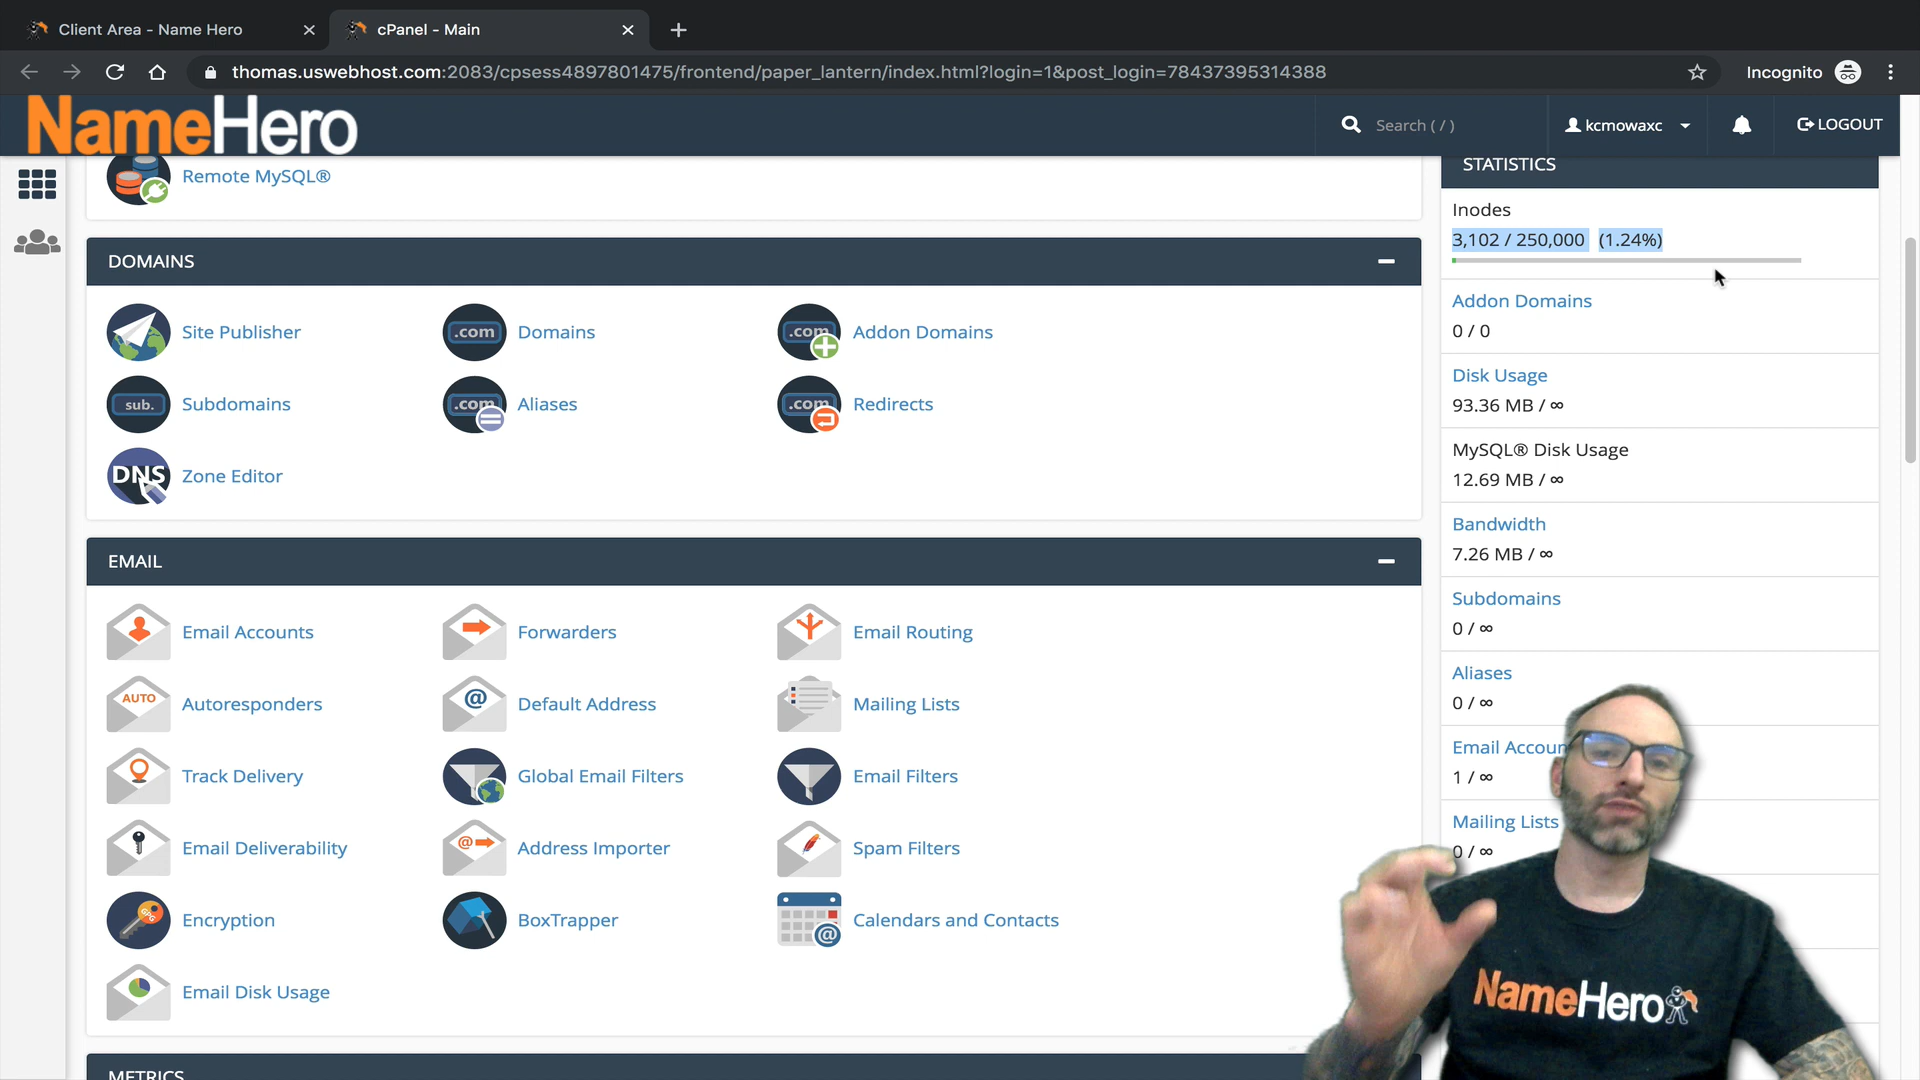 Client Area - Name Hero
cPanel - Main
thomas.uswebhost.com:2083/cpsess4897801475/frontend/paper_lantern/index.html?login=1&post_login=78437395314388
Incognito
NameHero
Search ( / )
kcmowaxc
LOGOUT
Remote MySQL®
DOMAINS
Site Publisher
.com
Domains
.com
Addon Domains
sub.
Subdomains
.com
Aliases
.com
Redirects
DNS
Zone Editor
EMAIL
Email Accounts
Forwarders
Email Routing
AUTO
Autoresponders
@
Default Address
Mailing Lists
Track Delivery
Global Email Filters
Email Filters
Email Deliverability
@
Address Importer
Spam Filters
GPG
Encryption
BoxTrapper
@
Calendars and Contacts
Email Disk Usage
METRICS
STATISTICS
Inodes
3,102 / 250,000 (1.24%)
Addon Domains
0 / 0
Disk Usage
93.36 MB / ∞
MySQL® Disk Usage
12.69 MB / ∞
Bandwidth
7.26 MB / ∞
Subdomains
0 / ∞
Aliases
0 / ∞
Email Accoun
1 / ∞
Mailing Lists
0 / ∞
NameHero